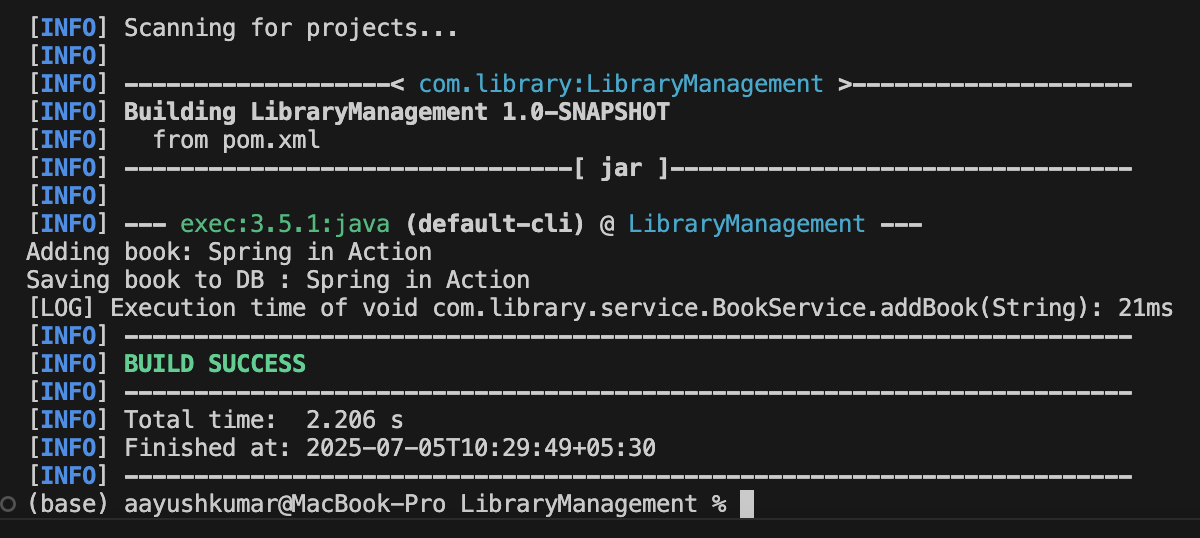 [INFO] Scanning for projects...
[INFO]
[INFO] -------------------< com.library:LibraryManagement >--------------------
[INFO] Building LibraryManagement 1.0-SNAPSHOT
[INFO]   from pom.xml
[INFO] --------------------------------[ jar ]---------------------------------
[INFO]
[INFO] --- exec:3.5.1:java (default-cli) @ LibraryManagement ---
Adding book: Spring in Action
Saving book to DB : Spring in Action
[LOG] Execution time of void com.library.service.BookService.addBook(String): 21ms
[INFO] ------------------------------------------------------------------------
[INFO] BUILD SUCCESS
[INFO] ------------------------------------------------------------------------
[INFO] Total time:  2.206 s
[INFO] Finished at: 2025-07-05T10:29:49+05:30
[INFO] ------------------------------------------------------------------------
(base) aayushkumar@MacBook-Pro LibraryManagement %